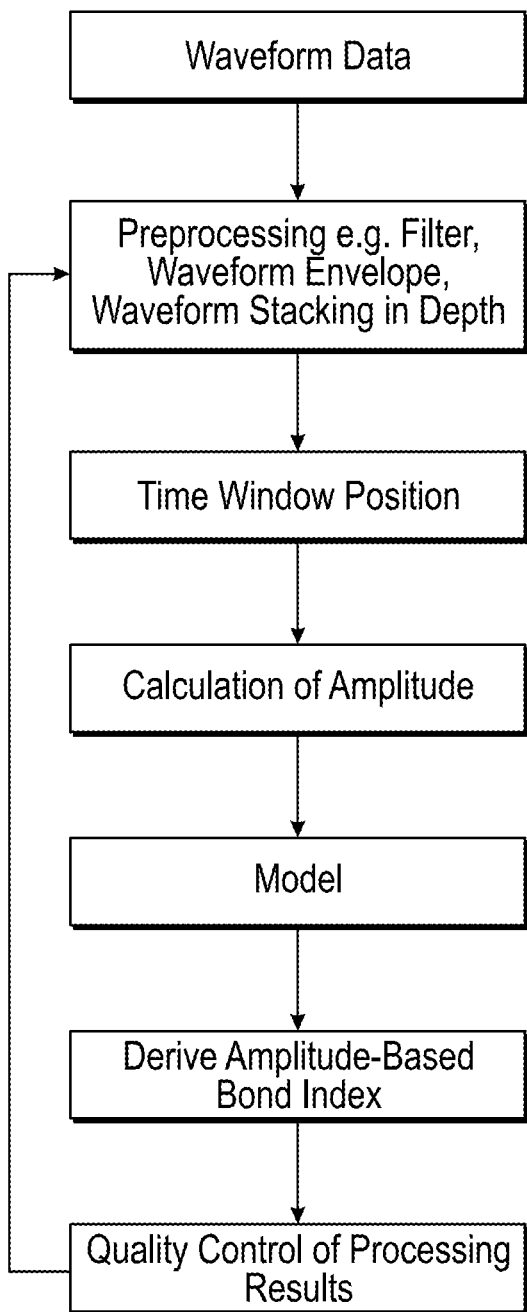 Waveform Data
Preprocessing e.g. Filter,
Waveform Envelope,
Waveform Stacking in Depth
Time Window Position
Calculation of Amplitude
Model
Derive Amplitude-Based
Bond Index
Quality Control of Processing
Results